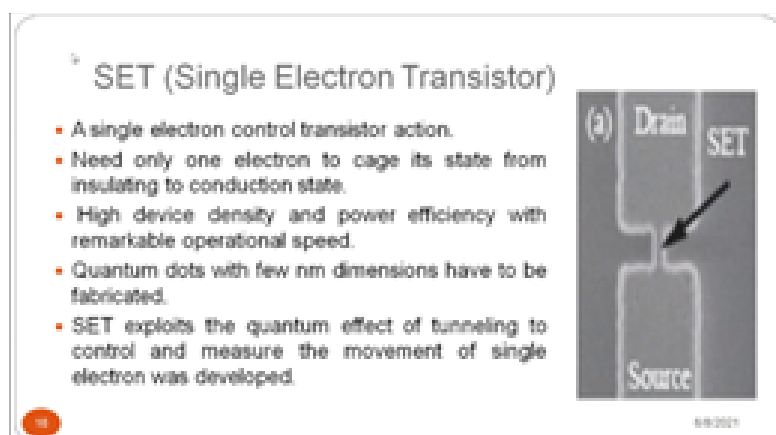 SET (Single Electron Transistor)
A single electron control transistor action.
Need only one electron to cage its state from
insulating to conduction state.
High device density and power efficiency with
remarkable operational speed.
Quantum dots with few nm dimensions have to be
fabricated.
SET exploits the quantum effect of tunneling to
control and measure the movement of single
electron was developed.
(a) Drain
SET
Source